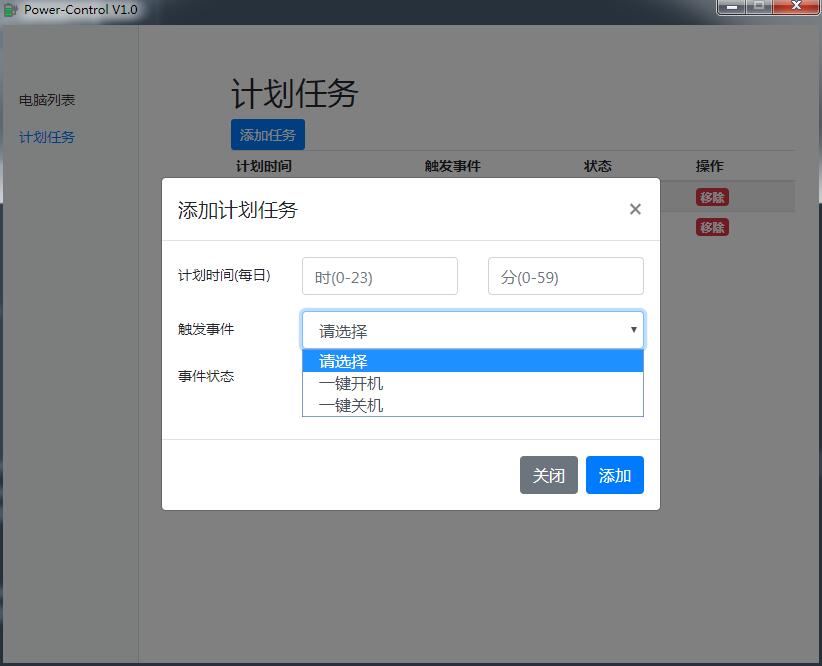 Power-Control V1.0
电脑列表
计划任务
计划任务
添加任务
计划时间 触发事件 状态 操作
移除
移除
添加计划任务 ×
计划时间(每日) 时(0-23) 分(0-59)
触发事件 请选择
请选择
一键开机
一键关机
事件状态
关闭 添加